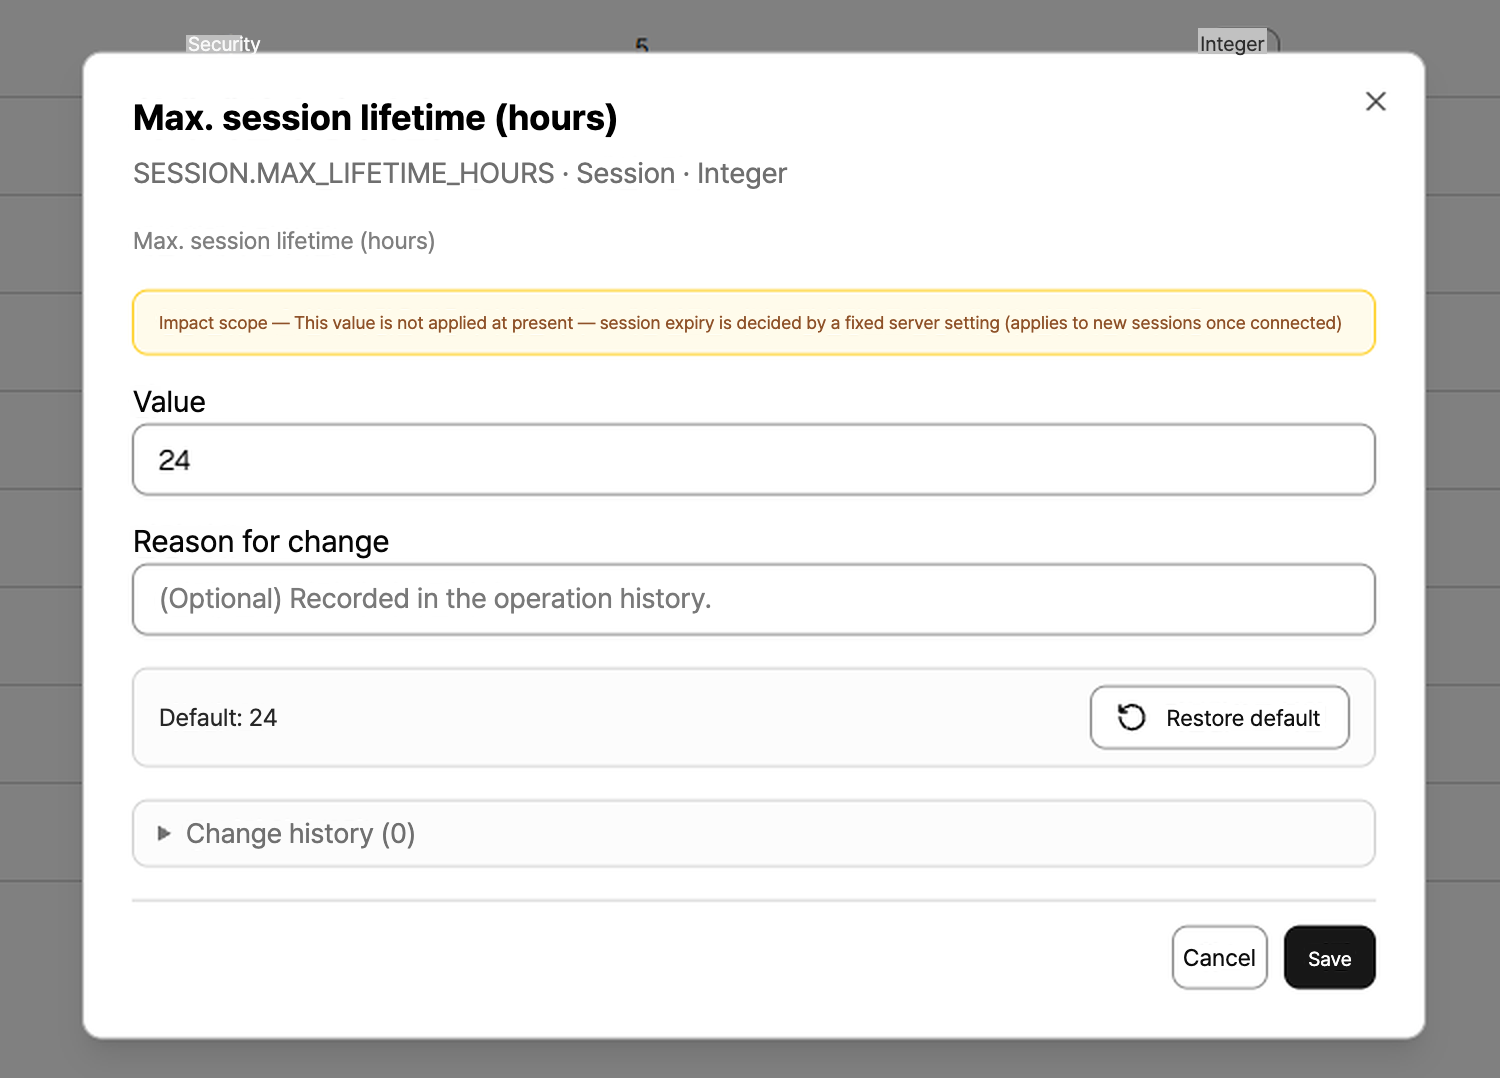 Security 5 Integer
Max. session lifetime (hours)
SESSION.MAX_LIFETIME_HOURS · Session · Integer
Max. session lifetime (hours)
Impact scope — This value is not applied at present — session expiry is decided by a fixed server setting (applies to new sessions once connected)
Value
24
Reason for change
(Optional) Recorded in the operation history.
Default: 24
Restore default
Change history (0)
Cancel
Save